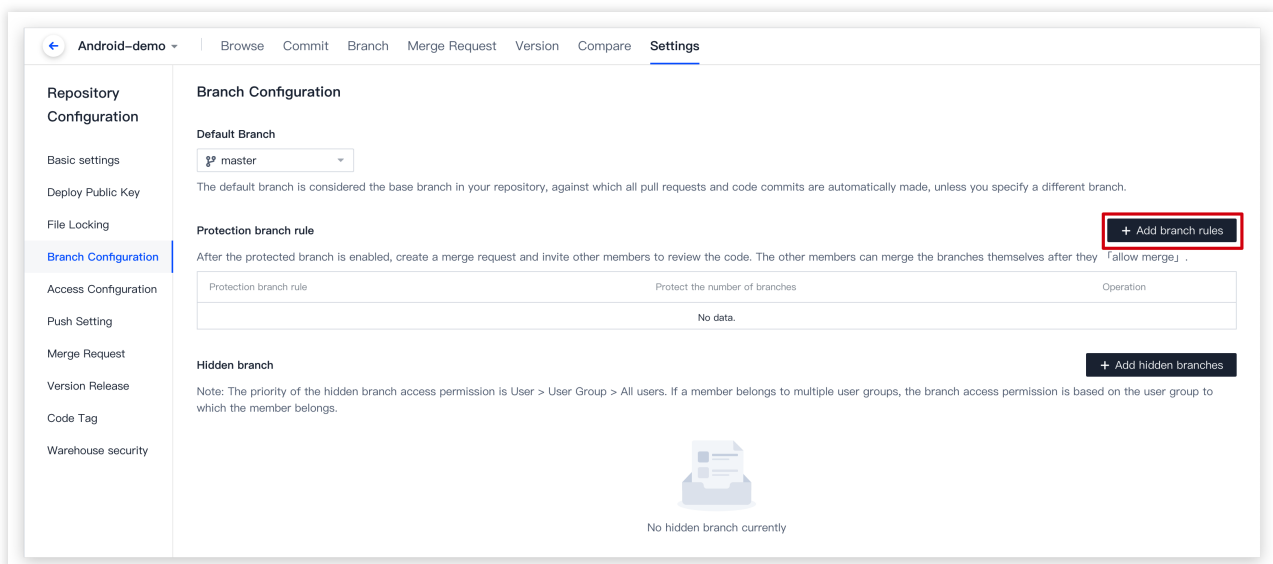 Android-demo Browse Commit Branch Merge Request Version Compare Settings
Repository
Configuration
Basic settings
Deploy Public Key
File Locking
Branch Configuration
Access Configuration
Push Setting
Merge Request
Version Release
Code Tag
Warehouse security
Branch Configuration
Default Branch
master
The default branch is considered the base branch in your repository, against which all pull requests and code commits are automatically made, unless you specify a different branch.
Protection branch rule
+ Add branch rules
After the protected branch is enabled, create a merge request and invite other members to review the code. The other members can merge the branches themselves after they 「allow merge」.
Protection branch rule Protect the number of branches Operation
No data.
Hidden branch
+ Add hidden branches
Note: The priority of the hidden branch access permission is User > User Group > All users. If a member belongs to multiple user groups, the branch access permission is based on the user group to
which the member belongs.
No hidden branch currently